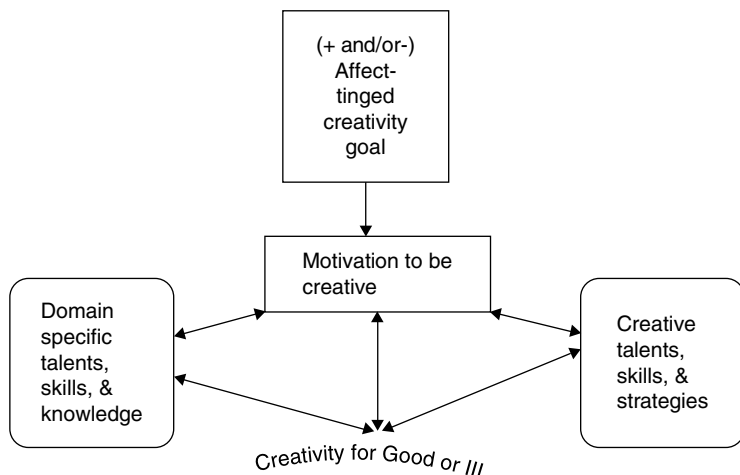 (+ and/or-)
Affect-
tinged
creativity
goal
Motivation to be
creative
Domain
specific
talents,
skills, &
knowledge
Creative
talents,
skills, &
strategies
Creativity for Good or Ill